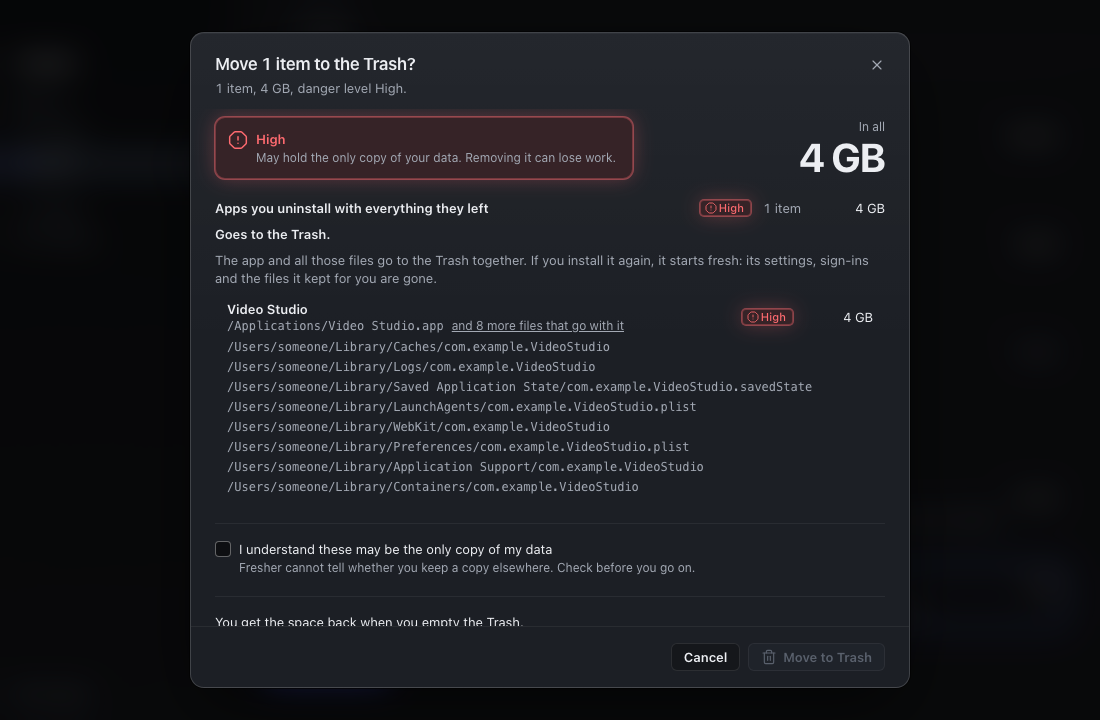 Move 1 item to the Trash?
1 item, 4 GB, danger level High.
High
May hold the only copy of your data. Removing it can lose work.
In all
4 GB
Apps you uninstall with everything they left High 1 item 4 GB
Goes to the Trash.
The app and all those files go to the Trash together. If you install it again, it starts fresh: its settings, sign-ins
and the files it kept for you are gone.
Video Studio
/Applications/Video Studio.app and 8 more files that go with it High 4 GB
/Users/someone/Library/Caches/com.example.VideoStudio
/Users/someone/Library/Logs/com.example.VideoStudio
/Users/someone/Library/Saved Application State/com.example.VideoStudio.savedState
/Users/someone/Library/LaunchAgents/com.example.VideoStudio.plist
/Users/someone/Library/WebKit/com.example.VideoStudio
/Users/someone/Library/Preferences/com.example.VideoStudio.plist
/Users/someone/Library/Application Support/com.example.VideoStudio
/Users/someone/Library/Containers/com.example.VideoStudio
I understand these may be the only copy of my data
Fresher cannot tell whether you keep a copy elsewhere. Check before you go on.
You get the space back when you empty the Trash.
Cancel Move to Trash